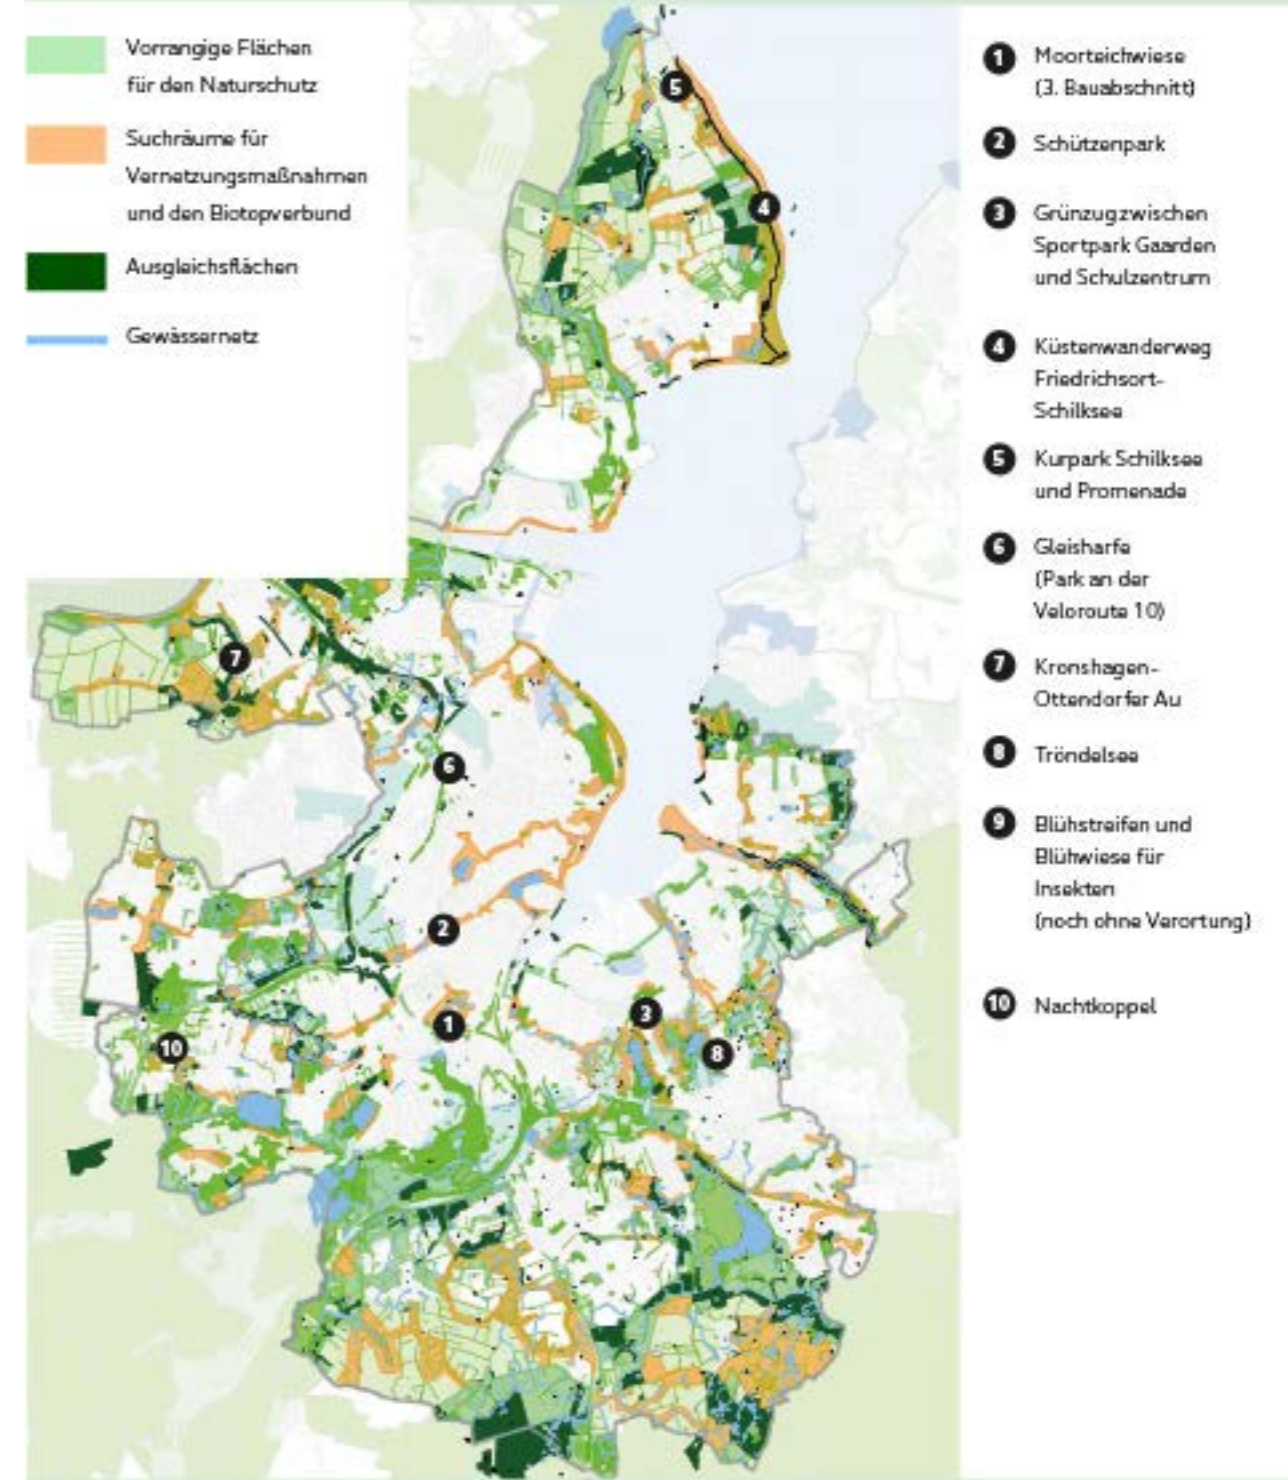 Vorrangige Flächen
für den Naturschutz
Suchräume für
Vernetzungsmaßnahmen
und den Biotopverbund
Ausgleichsflächen
Gewässernetz
1 Moorteichwiese
(3. Bauabschnitt)
2 Schützenpark
3 Grünzug zwischen
Sportpark Gaarden
und Schulzentrum
4 Küstenwanderweg
Friedrichsort-
Schilksee
5 Kurpark Schilksee
und Promenade
6 Gleisharfe
(Park an der
Veloroute 10)
7 Kronshagen-
Ottendorfer Au
8 Tröndelsee
9 Blühstreifen und
Blühwiese für
Insekten
(noch ohne Verortung)
10 Nachtkoppel
5
4
7
6
2
1
3
8
10